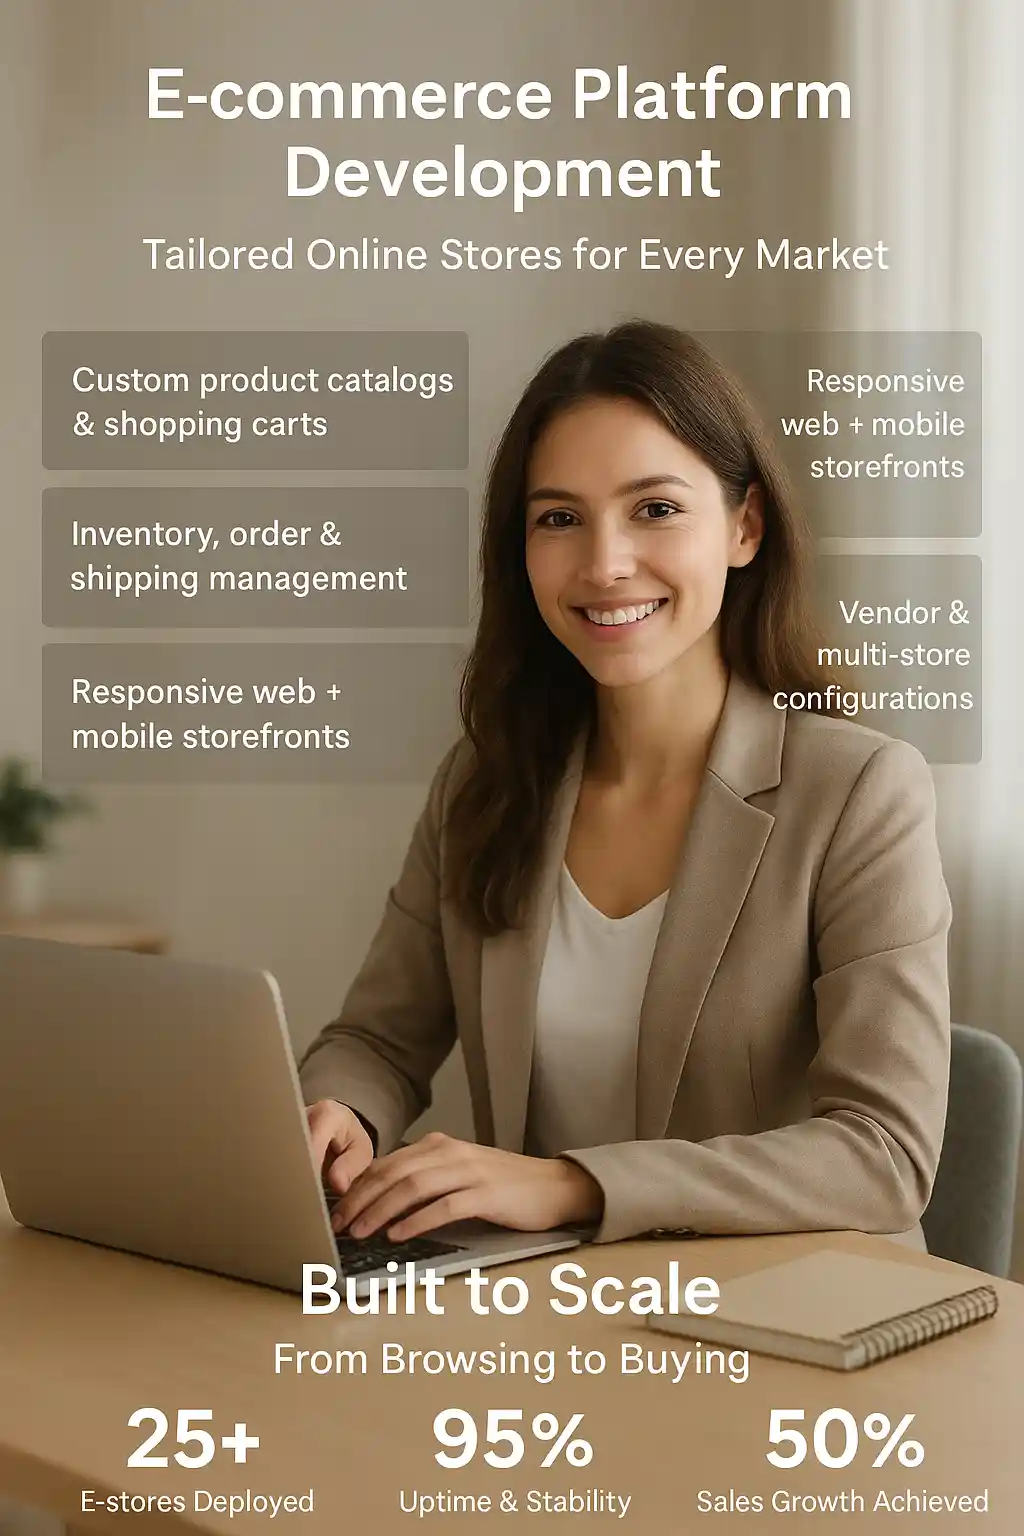 E-commerce Platform
Development
Tailored Online Stores for Every Market
Custom product catalogs
& shopping carts
Inventory, order &
shipping management
Responsive web +
mobile storefronts
Responsive
web + mobile
storefronts
Vendor &
multi-store
configurations
Built to Scale
From Browsing to Buying
25+
E-stores Deployed
95%
Uptime & Stability
50%
Sales Growth Achieved